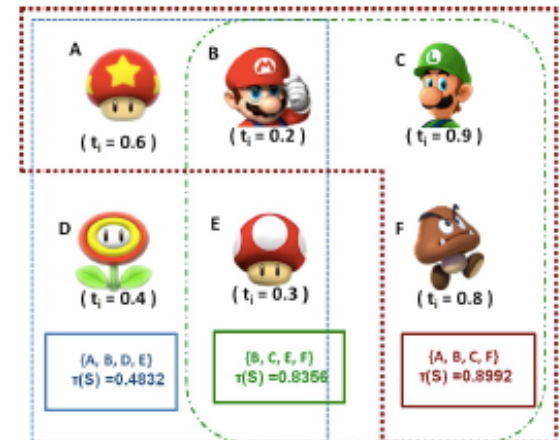 A
B
C
( tᵢ = 0.6 )
( tᵢ = 0.2 )
( tᵢ = 0.9 )
D
E
F
( tᵢ = 0.4 )
( tᵢ = 0.3 )
( tᵢ = 0.8 )
{A, B, D, E}
τ(S) =0.4832
{B, C, E, F}
τ(S) =0.8356
{A, B, C, F}
τ(S) =0.8992